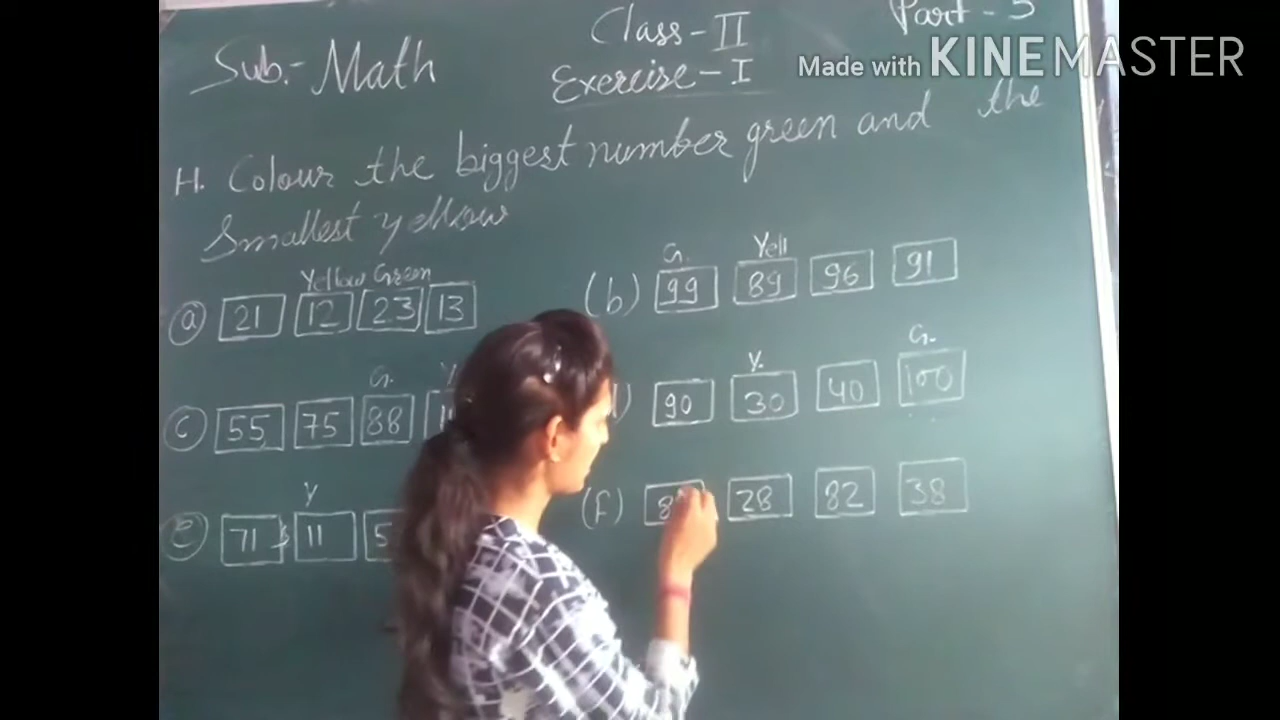 Part - 5
Class - II
Made with KINEMASTER
Sub.- Math
Exercise - I
H. Colour the biggest number green and the
Smallest yellow
Yellow Green
G. Yell
(a) 21 12 23 13
(b) 99 89 96 91
G. Y
Y. G.
(c) 55 75 88
90 30 40 100
Y
(e) 71 11
(f) 28 82 38